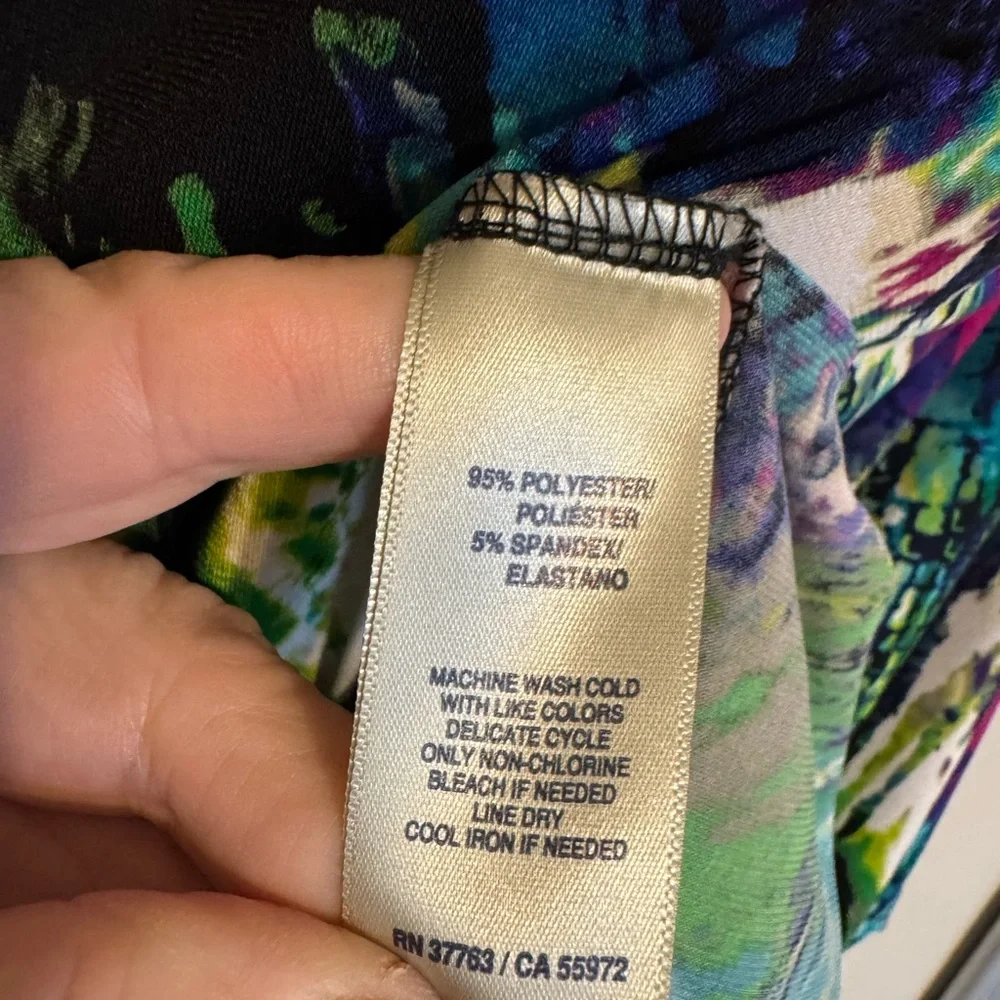 95% POLYESTER/
POLIESTER
5% SPANDEX/
ELASTANO
MACHINE WASH COLD
WITH LIKE COLORS
DELICATE CYCLE
ONLY NON-CHLORINE
BLEACH IF NEEDED
LINE DRY
COOL IRON IF NEEDED
RN 37763 / CA 55972